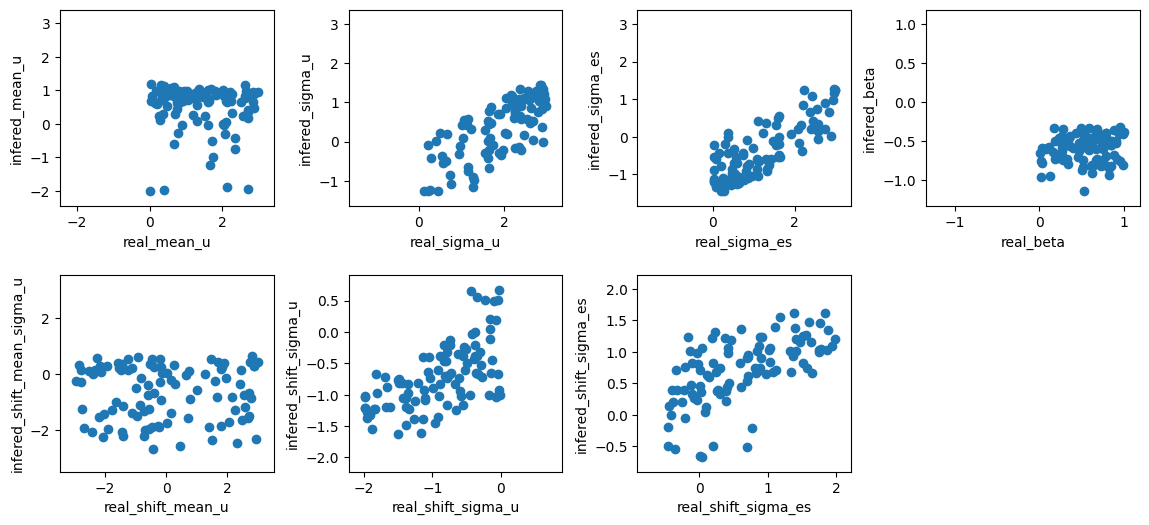 3
2
1
0
−1
−2
infered_mean_u
−2 0 2
real_mean_u
3
2
1
0
−1
infered_sigma_u
0 2
real_sigma_u
3
2
1
0
−1
infered_sigma_es
0 2
real_sigma_es
1.0
0.5
0.0
−0.5
−1.0
infered_beta
−1 0 1
real_beta
2
0
−2
infered_shift_mean_sigma_u
−2 0 2
real_shift_mean_u
0.5
0.0
−0.5
−1.0
−1.5
−2.0
infered_shift_sigma_u
−2 −1 0
real_shift_sigma_u
2.0
1.5
1.0
0.5
0.0
−0.5
infered_shift_sigma_es
0 1 2
real_shift_sigma_es